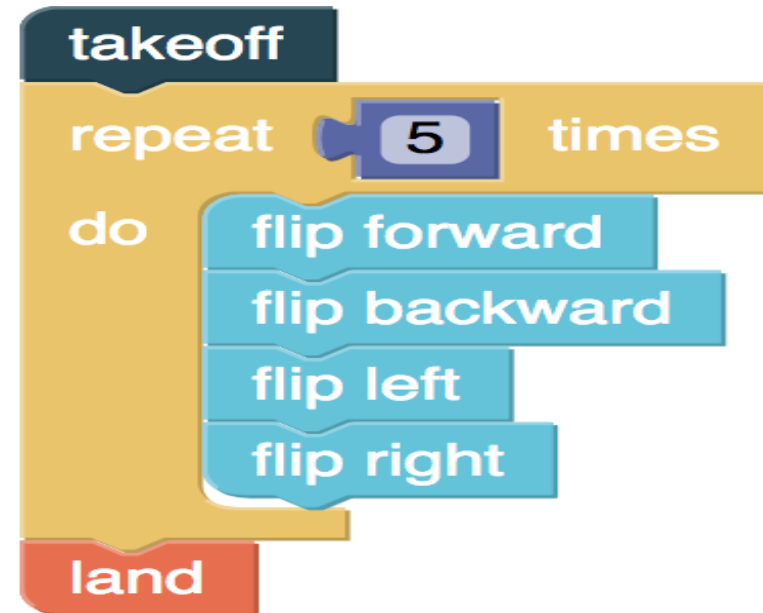 takeoff
repeat 5 times
do flip forward
flip backward
flip left
flip right
land